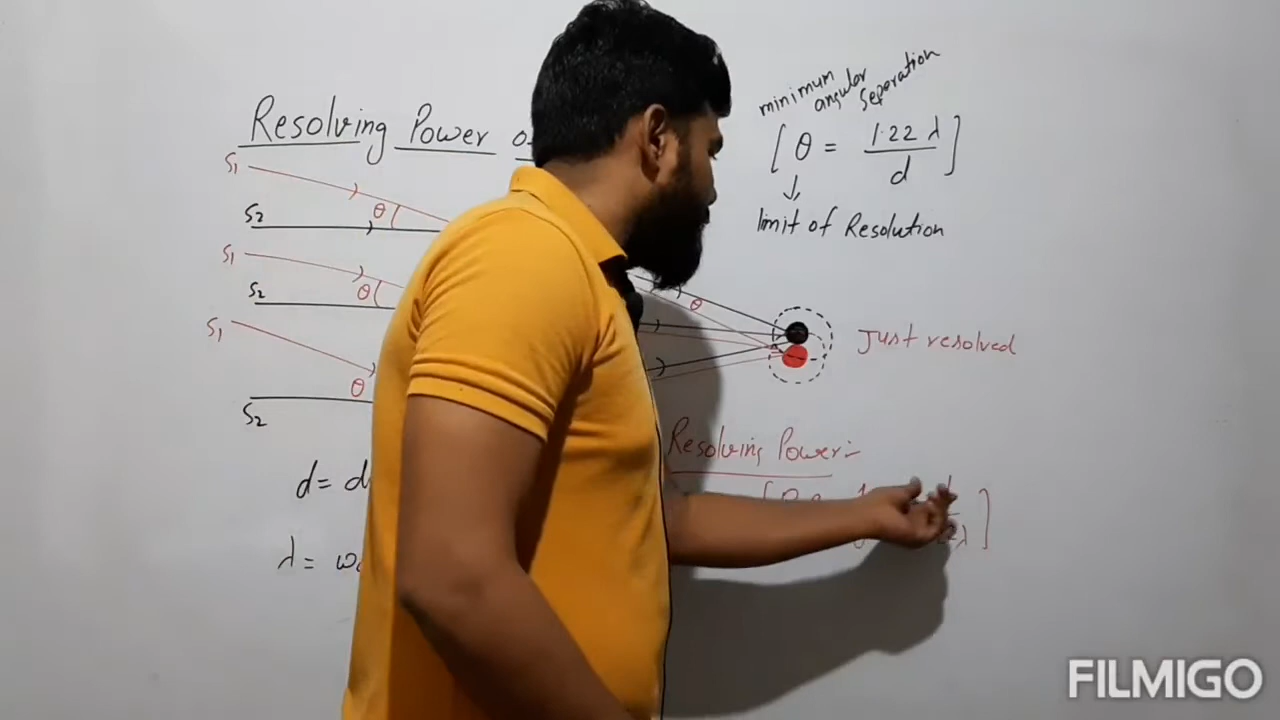 Resolving Power
S1
θ
S2
S1
θ
S2
S1
θ
S2
d=
λ =
minimum angular Seperation
[ θ = 1.22 λ / d ]
limit of Resolution
θ
Just resolved
Resolving Power:-
FILMIGO